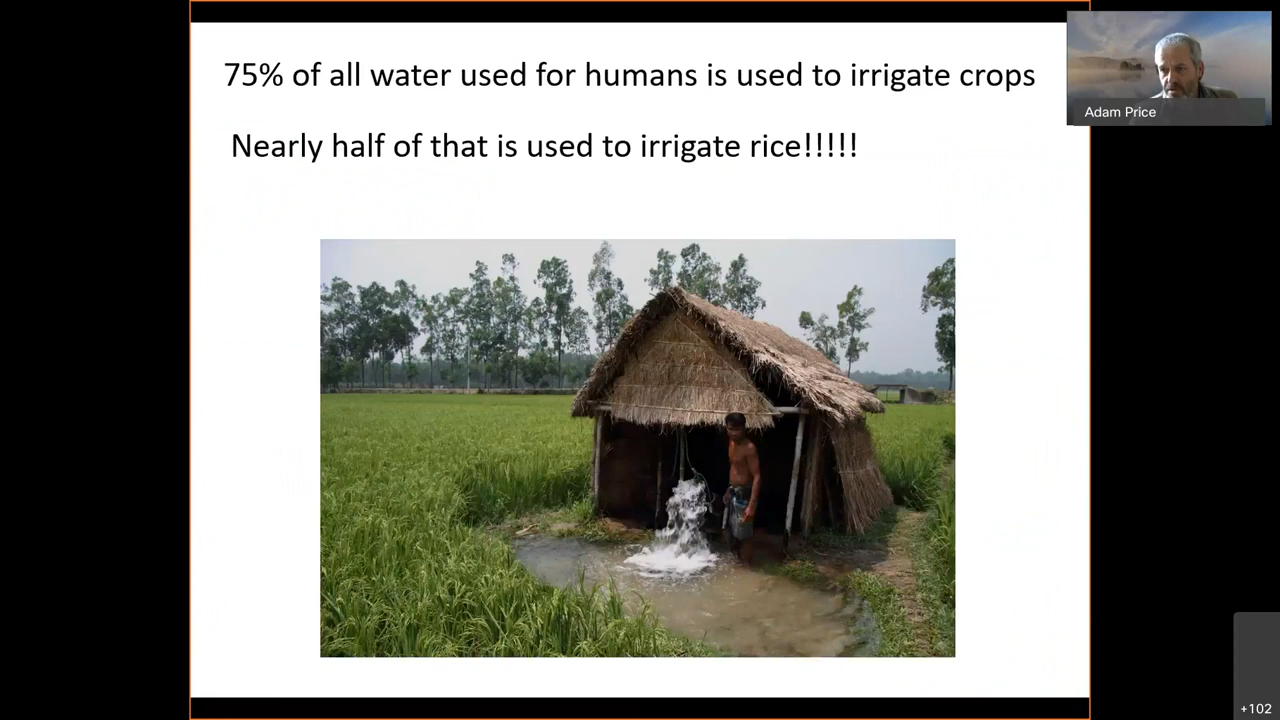 75% of all water used for humans is used to irrigate crops
Adam Price
Nearly half of that is used to irrigate rice!!!!!
+102